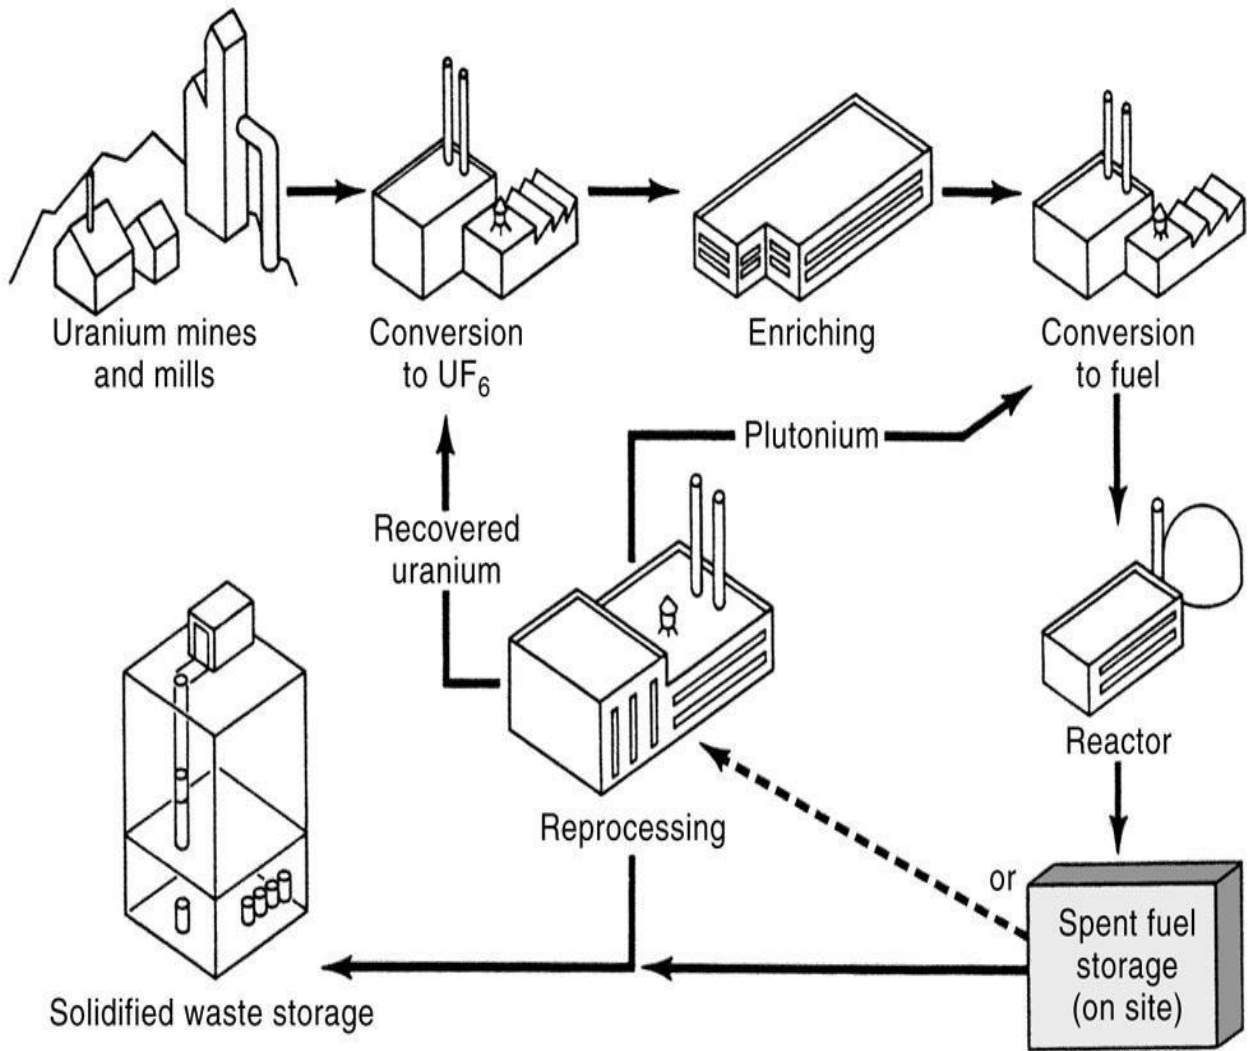 Uranium mines
and mills
Conversion
to UF₆
Enriching
Conversion
to fuel
Plutonium
Recovered
uranium
Reactor
Reprocessing
or
Spent fuel
storage
(on site)
Solidified waste storage